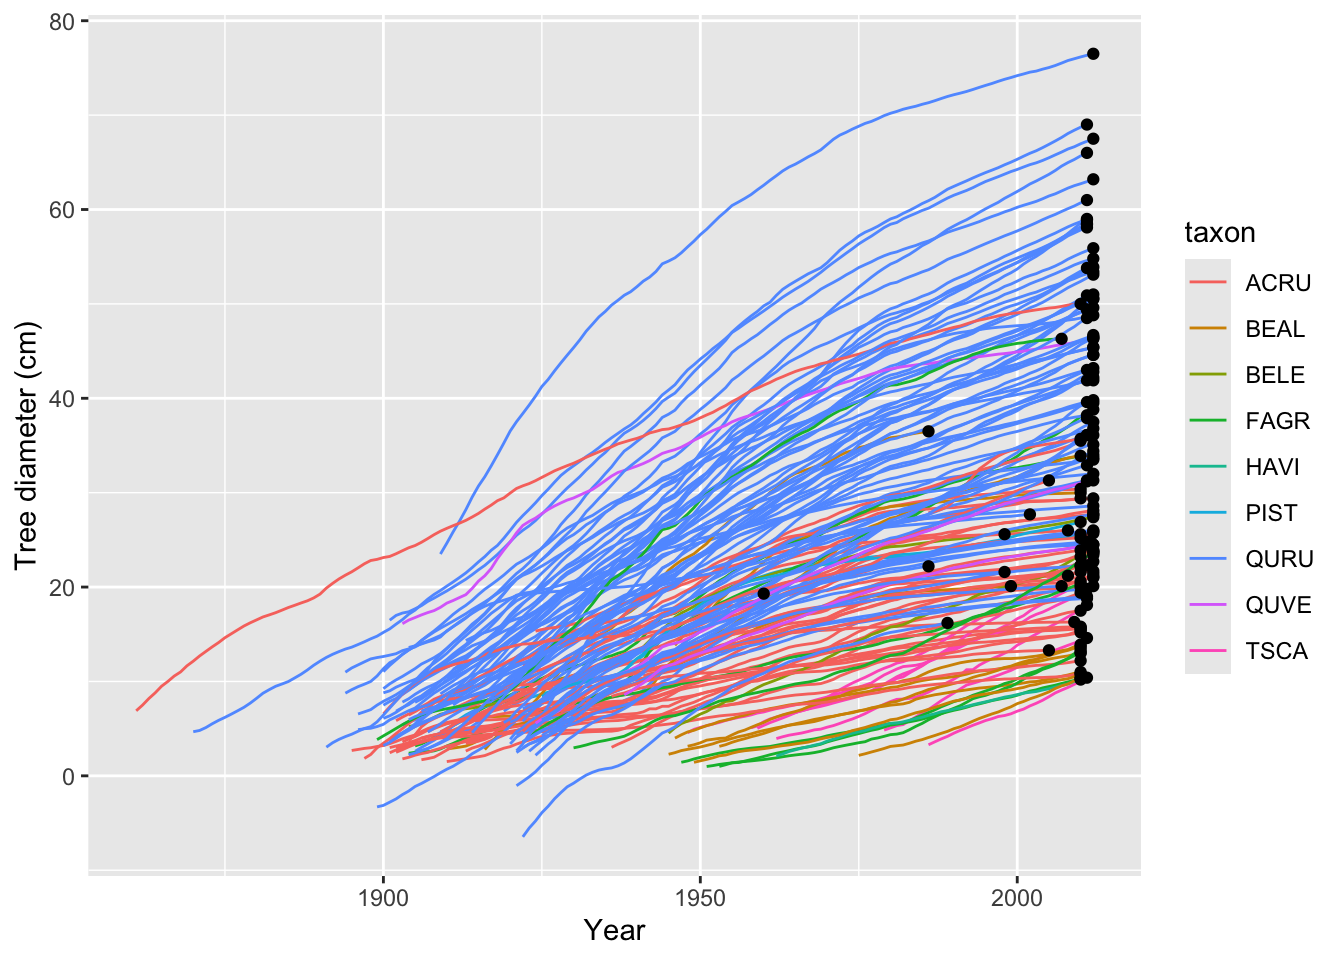 80
60
40
20
0
Tree diameter (cm)
1900
1950
2000
Year
taxon
ACRU
BEAL
BELE
FAGR
HAVI
PIST
QURU
QUVE
TSCA